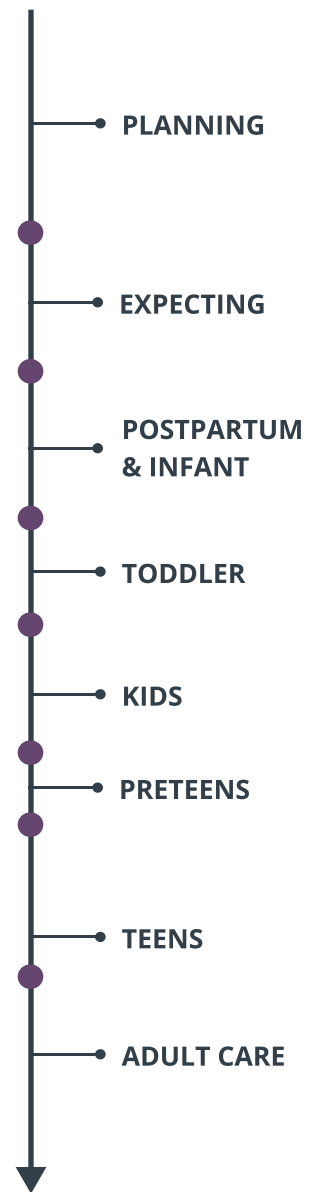 PLANNING
EXPECTING
POSTPARTUM
& INFANT
TODDLER
KIDS
PRETEENS
TEENS
ADULT CARE